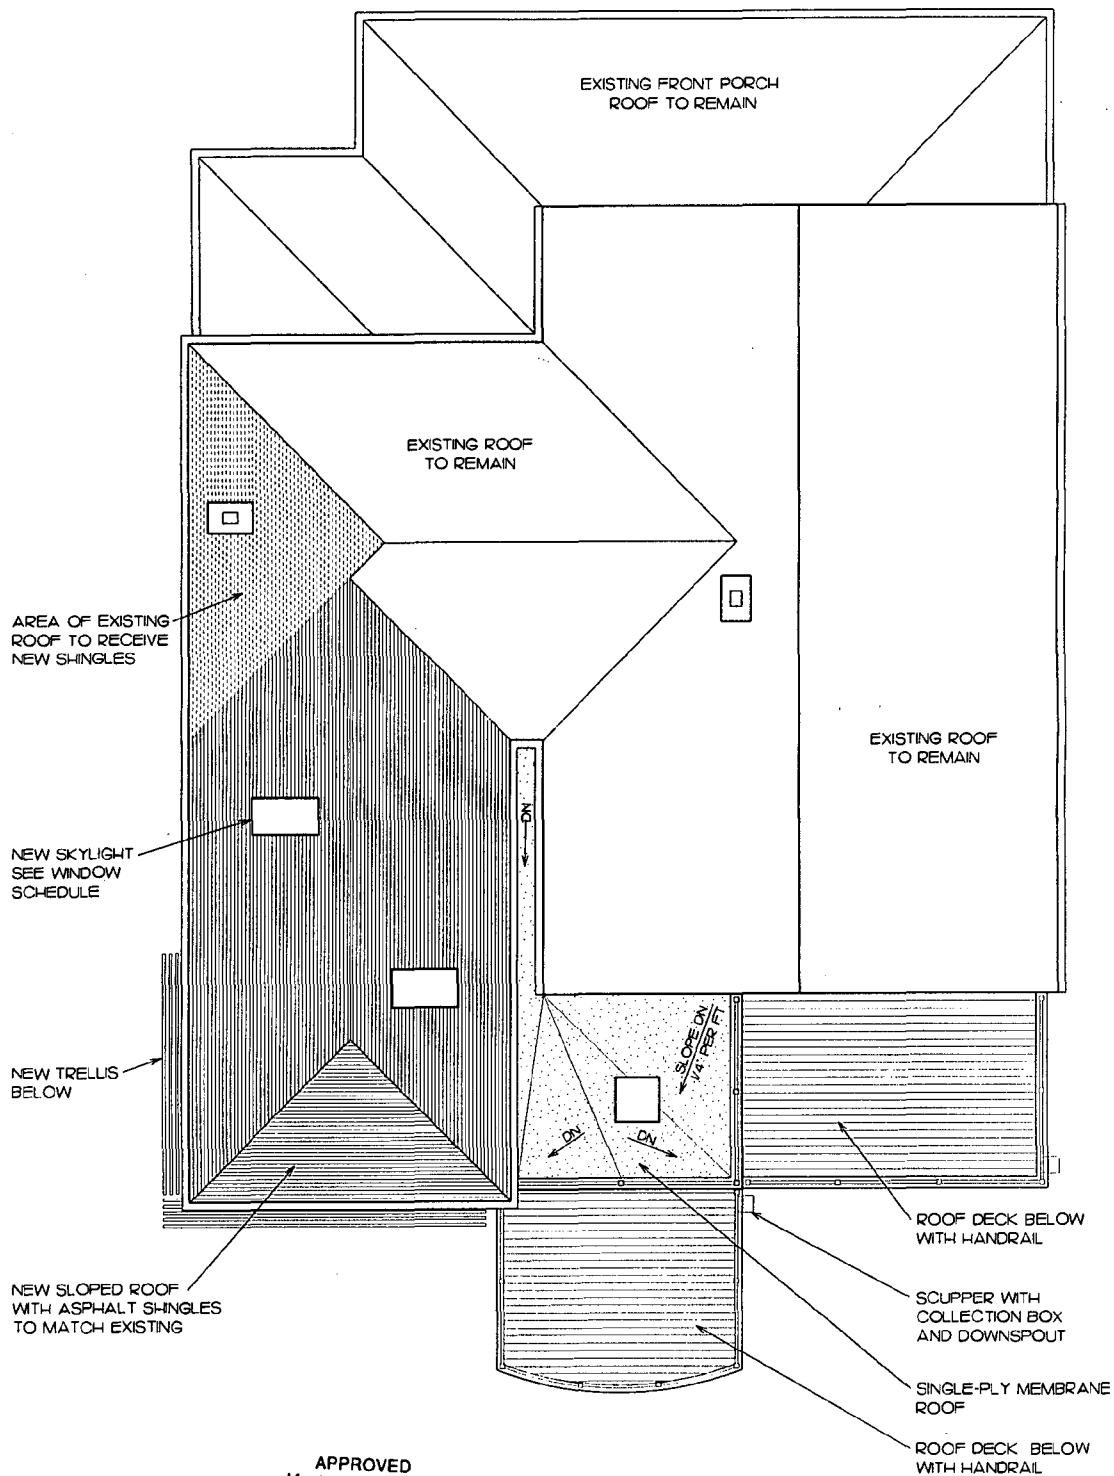 EXISTING FRONT PORCH
ROOF TO REMAIN
EXISTING ROOF
TO REMAIN
AREA OF EXISTING
ROOF TO RECEIVE
NEW SHINGLES
EXISTING ROOF
TO REMAIN
DN
NEW SKYLIGHT
SEE WINDOW
SCHEDULE
SLOPE DN
1/4" PER FT
NEW TRELLIS
BELOW
DN
DN
ROOF DECK BELOW
WITH HANDRAIL
NEW SLOPED ROOF
WITH ASPHALT SHINGLES
TO MATCH EXISTING
SCUPPER WITH
COLLECTION BOX
AND DOWNSPOUT
SINGLE-PLY MEMBRANE
ROOF
ROOF DECK BELOW
WITH HANDRAIL
APPROVED